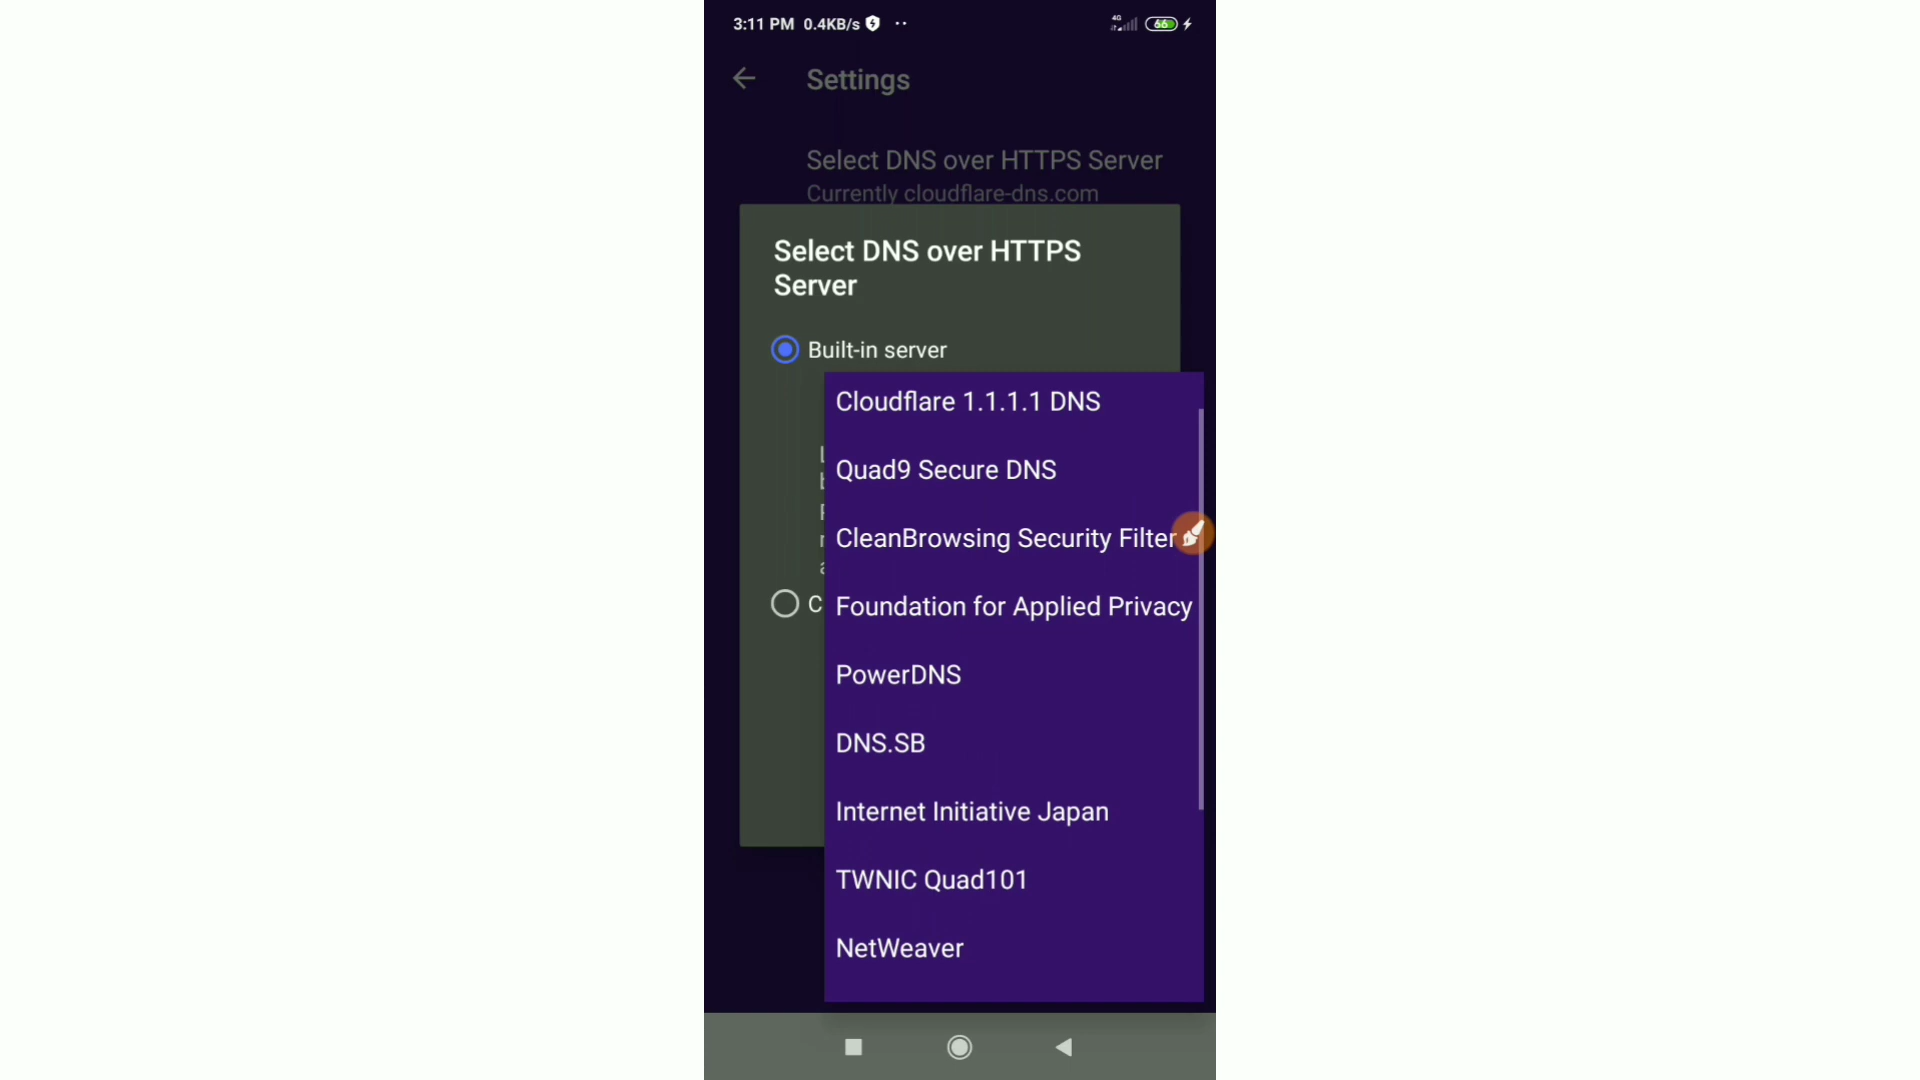 3:11 PM 0.4KB/s
4G
66
Settings
Select DNS over HTTPS Server
Currently cloudflare-dns.com
Select DNS over HTTPS
Server
Built-in server
Cloudflare 1.1.1.1 DNS
Quad9 Secure DNS
CleanBrowsing Security Filter
C
Foundation for Applied Privacy
PowerDNS
DNS.SB
Internet Initiative Japan
TWNIC Quad101
NetWeaver